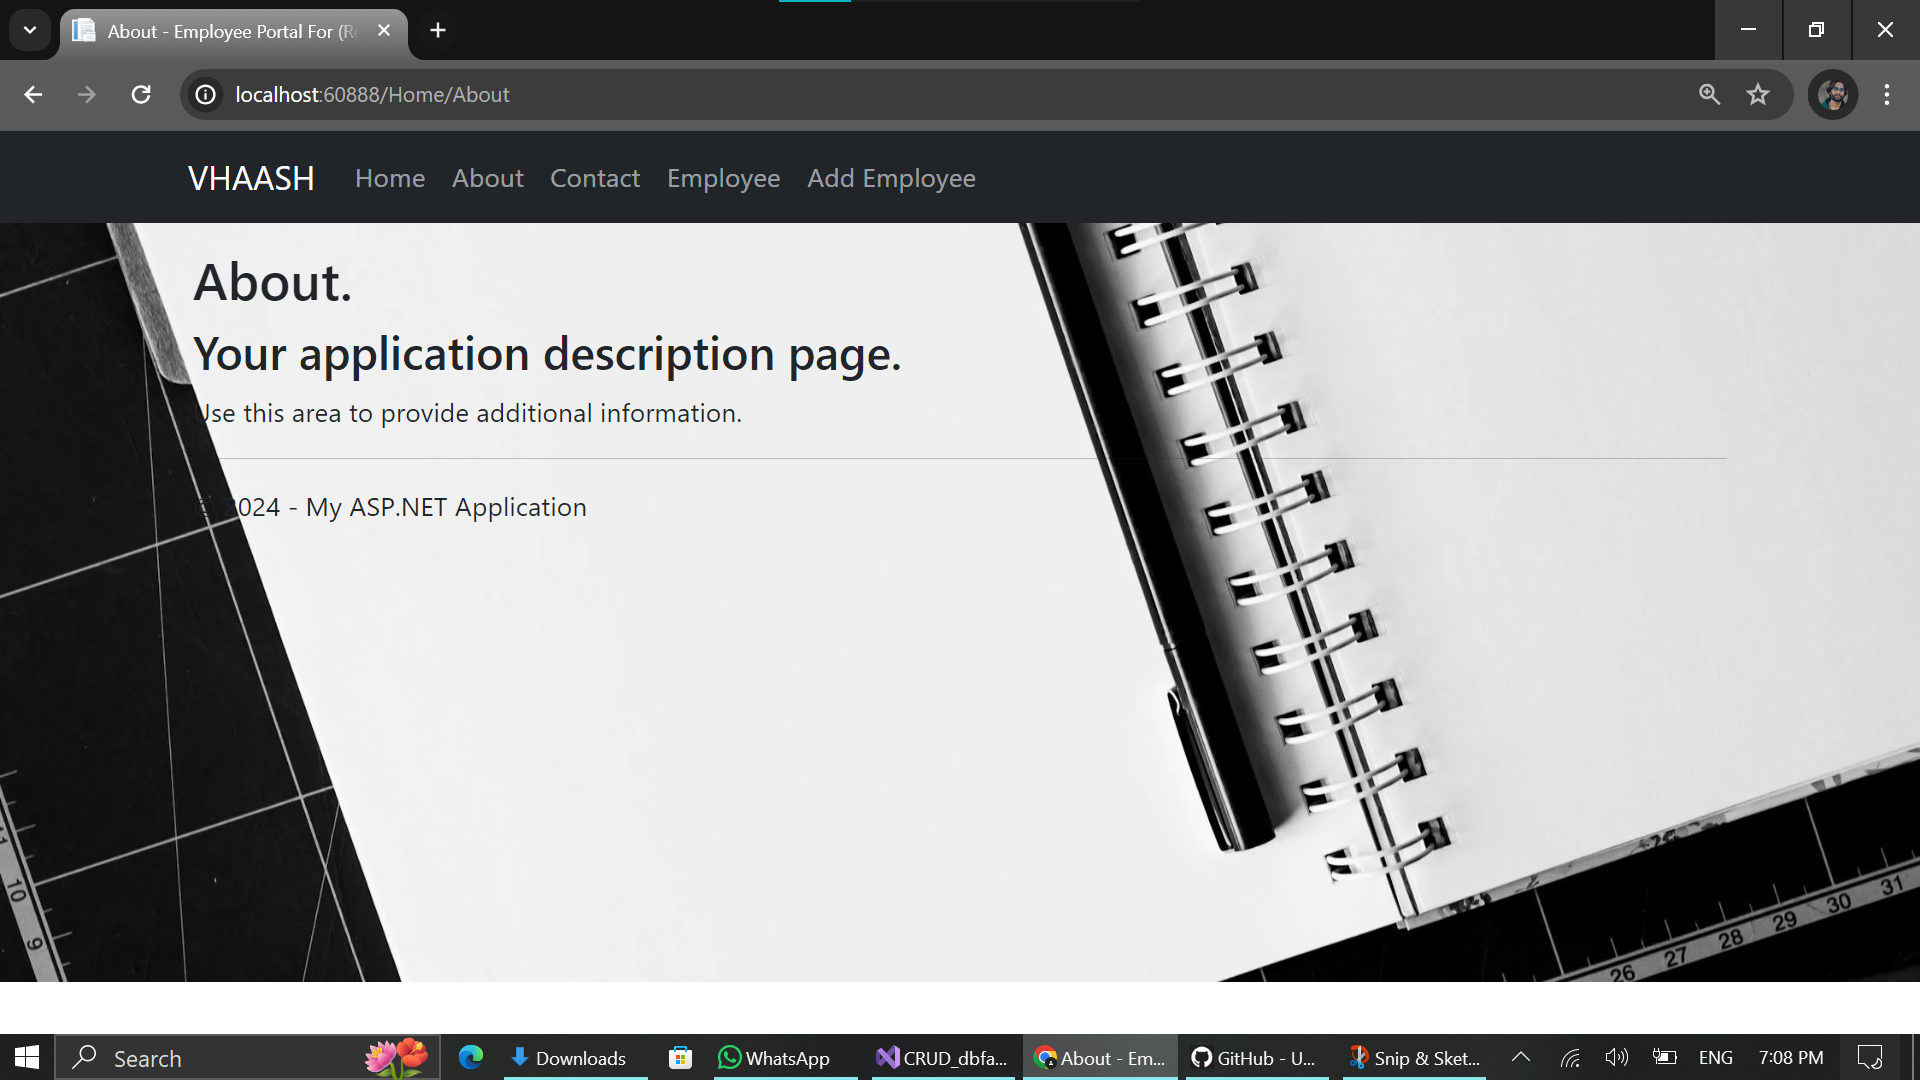 About - Employee Portal For (Re
localhost:60888/Home/About
VHAASH Home About Contact Employee Add Employee
About.
Your application description page.
Use this area to provide additional information.
© 2024 - My ASP.NET Application
11
10
9
26 27 28 29 30 31
Search Downloads WhatsApp CRUD_dbfa... About - Em... GitHub - U... Snip & Sket... ENG 7:08 PM